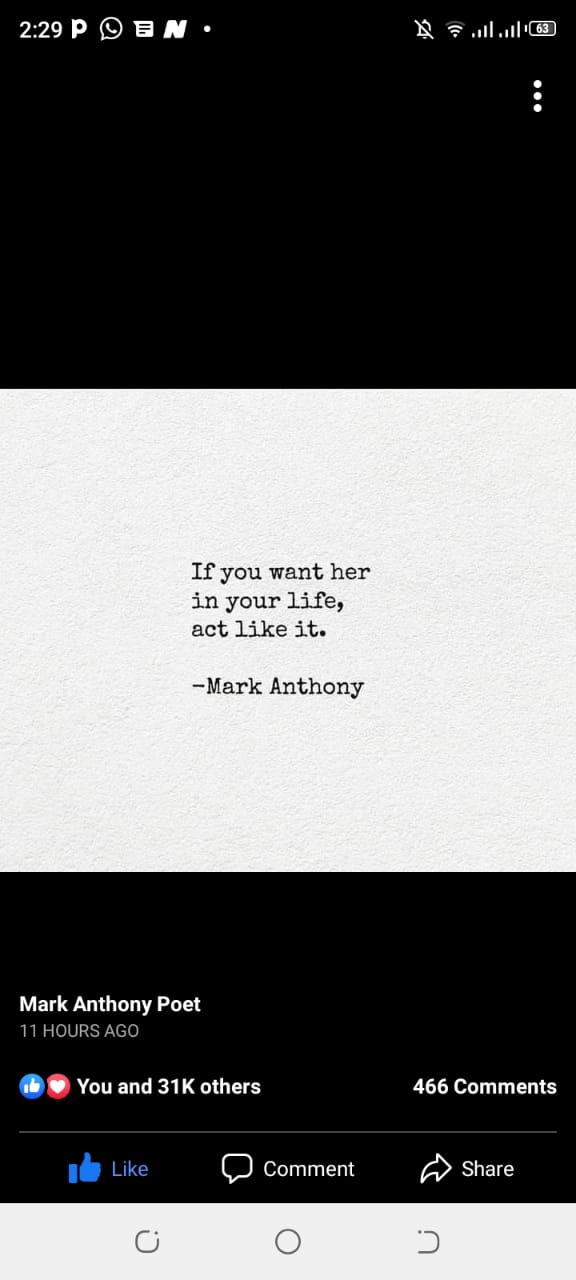 2:29
63
If you want her
in your life,
act like it.
-Mark Anthony
Mark Anthony Poet
11 HOURS AGO
You and 31K others 466 Comments
Like Comment Share